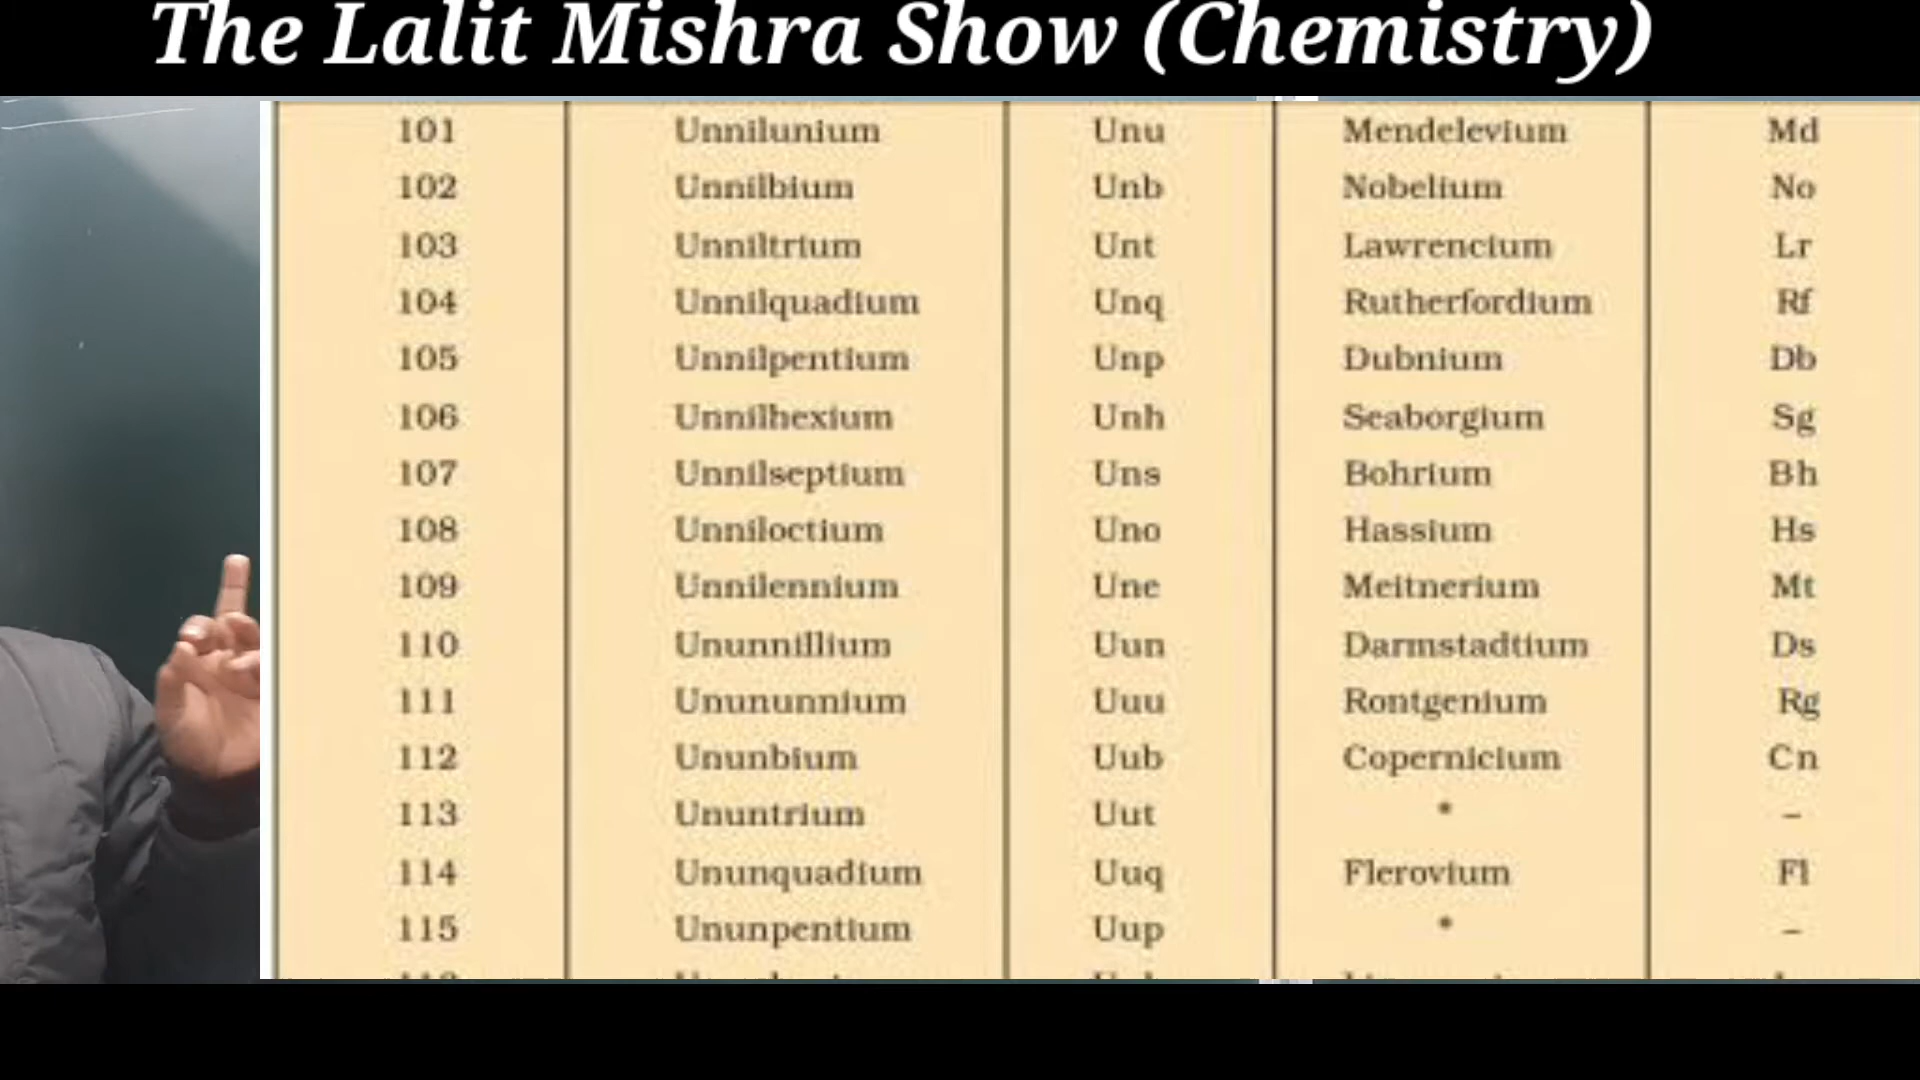 The Lalit Mishra Show (Chemistry)
101 Unnilunium Unu Mendelevium Md
102 Unnilbium Unb Nobelium No
103 Unniltrium Unt Lawrencium Lr
104 Unnilquadium Unq Rutherfordium Rf
105 Unnilpentium Unp Dubnium Db
106 Unnilhexium Unh Seaborgium Sg
107 Unnilseptium Uns Bohrium Bh
108 Unniloctium Uno Hassium Hs
109 Unnilennium Une Meitnerium Mt
110 Ununnillium Uun Darmstadtium Ds
111 Unununnium Uuu Rontgenium Rg
112 Ununbium Uub Copernicium Cn
113 Ununtrium Uut * –
114 Ununquadium Uuq Flerovium Fl
115 Ununpentium Uup * –